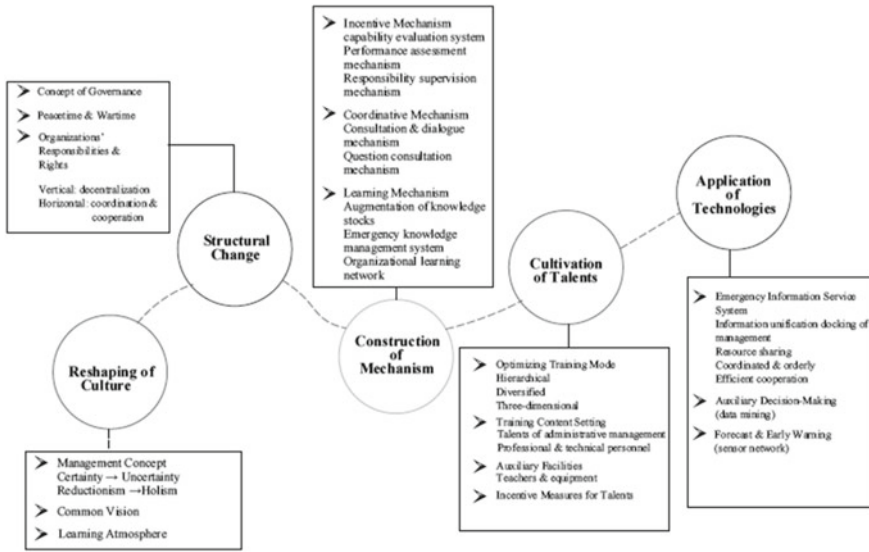 ➢ Concept of Governance
➢ Peacetime & Wartime
➢ Organizations'
Responsibilities &
Rights
Vertical: decentralization
Horizontal: coordination &
cooperation
Structural
Change
Reshaping of
Culture
➢ Management Concept
Certainty → Uncertainty
Reductionism →Holism
➢ Common Vision
➢ Learning Atmosphere
➢ Incentive Mechanism
capability evaluation system
Performance assessment
mechanism
Responsibility supervision
mechanism
➢ Coordinative Mechanism
Consultation & dialogue
mechanism
Question consultation
mechanism
➢ Learning Mechanism
Augmentation of knowledge
stocks
Emergency knowledge
management system
Organizational learning
network
Construction
of
Mechanism
Cultivation
of Talents
➢ Optimizing Training Mode
Hierarchical
Diversified
Three-dimensional
➢ Training Content Setting
Talents of administrative management
Professional & technical personnel
➢ Auxiliary Facilities
Teachers & equipment
➢ Incentive Measures for Talents
Application
of
Technologies
➢ Emergency Information Service
System
Information unification docking of
management
Resource sharing
Coordinated & orderly
Efficient cooperation
➢ Auxiliary Decision-Making
(data mining)
➢ Forecast & Early Warning
(sensor network)